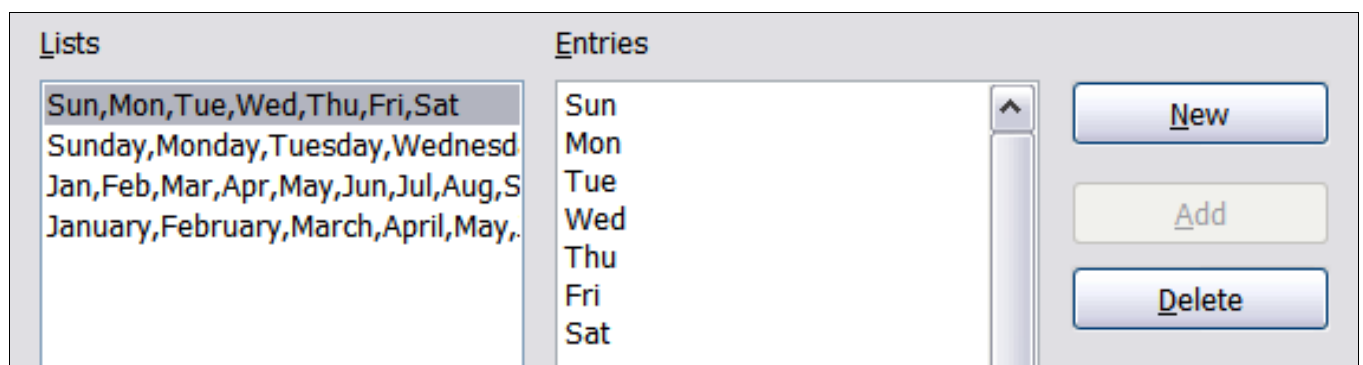 Lists
Sun,Mon,Tue,Wed,Thu,Fri,Sat
Sunday,Monday,Tuesday,Wednesd
Jan,Feb,Mar,Apr,May,Jun,Jul,Aug,S
January,February,March,April,May,.
Entries
Sun
Mon
Tue
Wed
Thu
Fri
Sat
New
Add
Delete